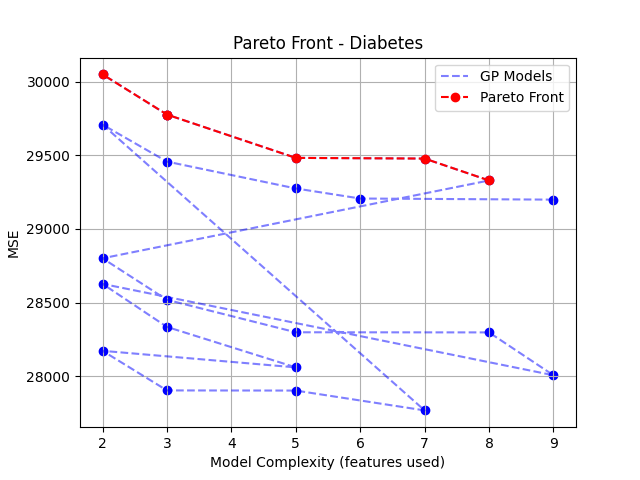 Pareto Front - Diabetes
GP Models
Pareto Front
30000
29500
29000
28500
28000
MSE
2 3 4 5 6 7 8 9
Model Complexity (features used)